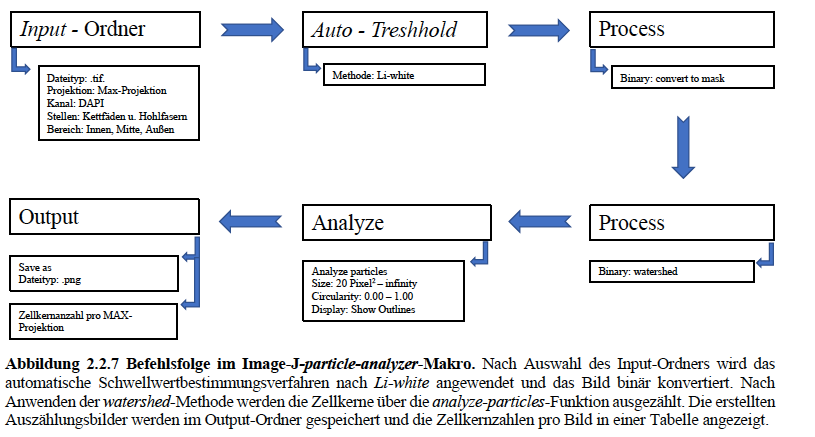 Input - Ordner
Dateityp: .tif.
Projektion: Max-Projektion
Kanal: DAPI
Stellen: Kettfäden u. Hohlfasern
Bereich: Innen, Mitte, Außen
Auto - Treshhold
Methode: Li-white
Process
Binary: convert to mask
Process
Binary: watershed
Analyze
Analyze particles
Size: 20 Pixel² – infinity
Circularity: 0.00 – 1.00
Display: Show Outlines
Output
Save as
Dateityp: .png
Zellkernanzahl pro MAX-
Projektion
Abbildung 2.2.7 Befehlsfolge im Image-J-particle-analyzer-Makro. Nach Auswahl des Input-Ordners wird das
automatische Schwellwertbestimmungsverfahren nach Li-white angewendet und das Bild binär konvertiert. Nach
Anwenden der watershed-Methode werden die Zellkerne über die analyze-particles-Funktion ausgezählt. Die erstellten
Auszählungsbilder werden im Output-Ordner gespeichert und die Zellkernzahlen pro Bild in einer Tabelle angezeigt.